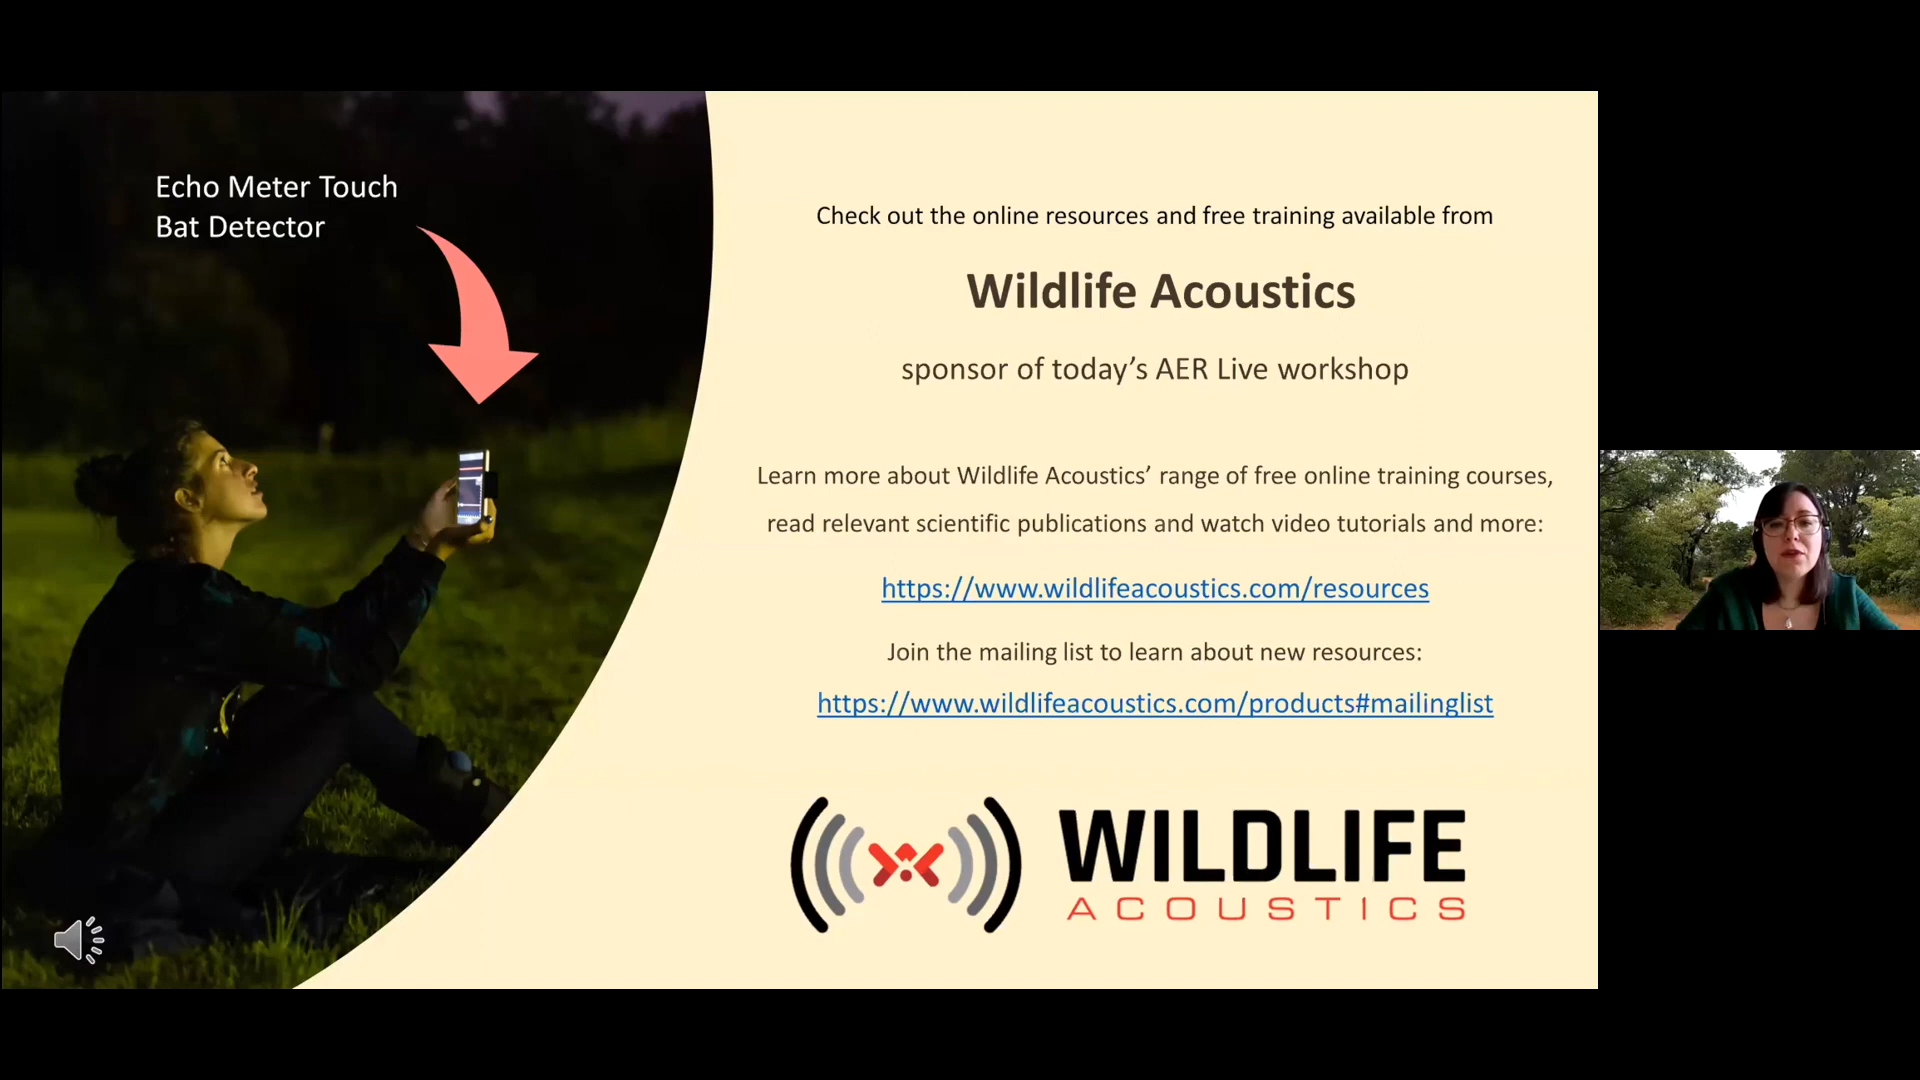 Echo Meter Touch
Bat Detector
Check out the online resources and free training available from
Wildlife Acoustics
sponsor of today’s AER Live workshop
Learn more about Wildlife Acoustics’ range of free online training courses,
read relevant scientific publications and watch video tutorials and more:
https://www.wildlifeacoustics.com/resources
Join the mailing list to learn about new resources:
https://www.wildlifeacoustics.com/products#mailinglist
WILDLIFE
ACOUSTICS